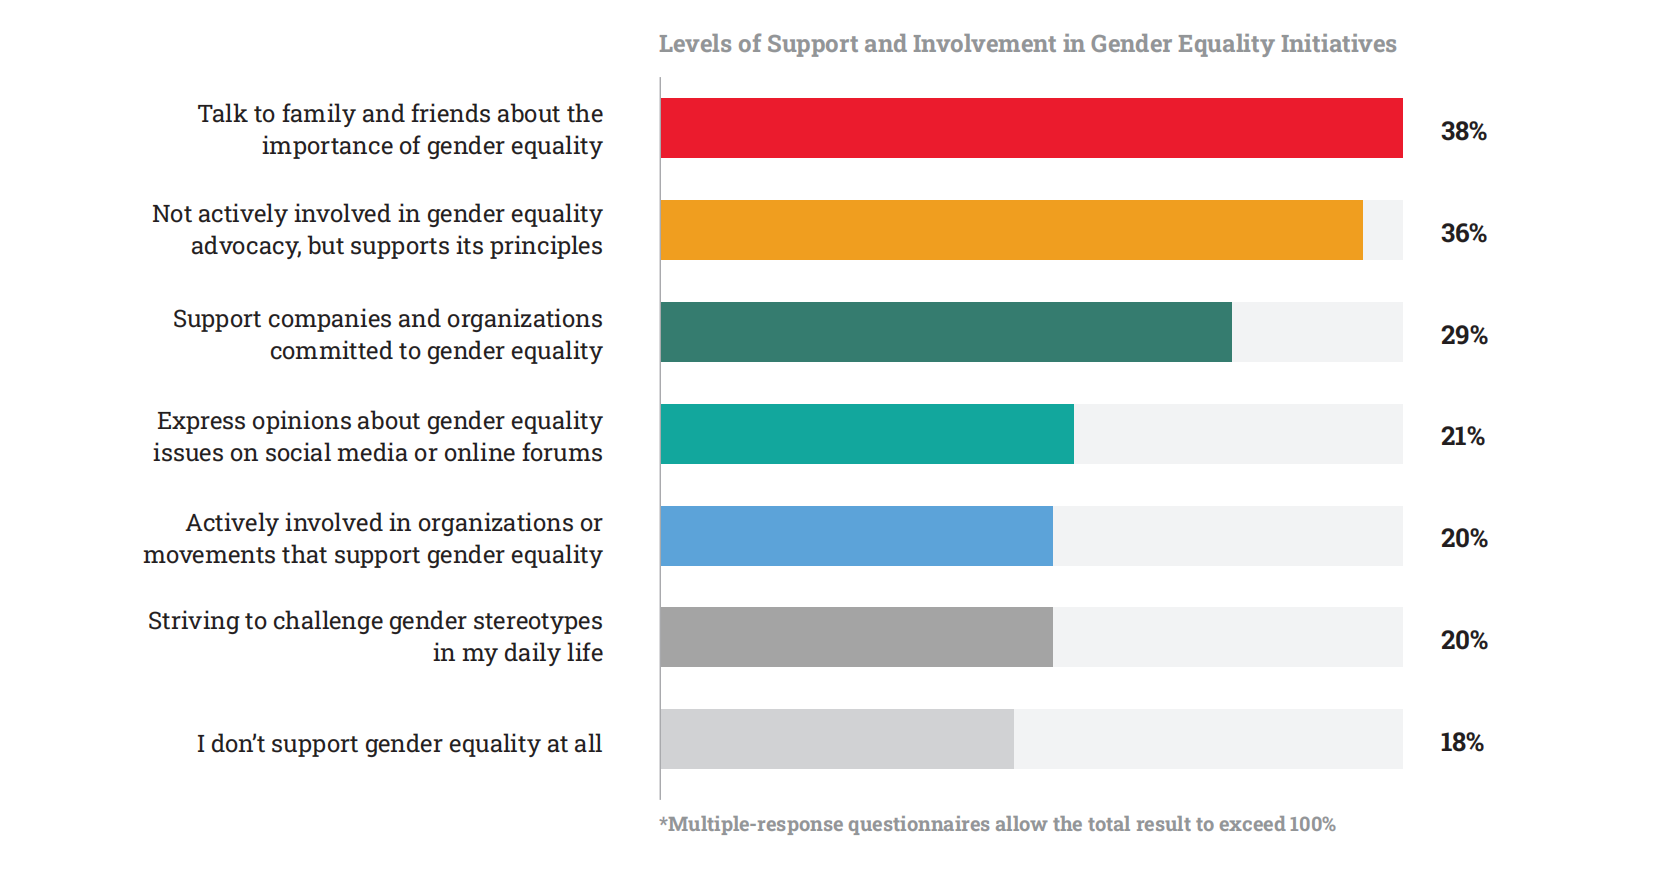 Levels of Support and Involvement in Gender Equality Initiatives
Talk to family and friends about the
importance of gender equality
38%
Not actively involved in gender equality
advocacy, but supports its principles
36%
Support companies and organizations
committed to gender equality
29%
Express opinions about gender equality
issues on social media or online forums
21%
Actively involved in organizations or
movements that support gender equality
20%
Striving to challenge gender stereotypes
in my daily life
20%
I don’t support gender equality at all
18%
*Multiple-response questionnaires allow the total result to exceed 100%